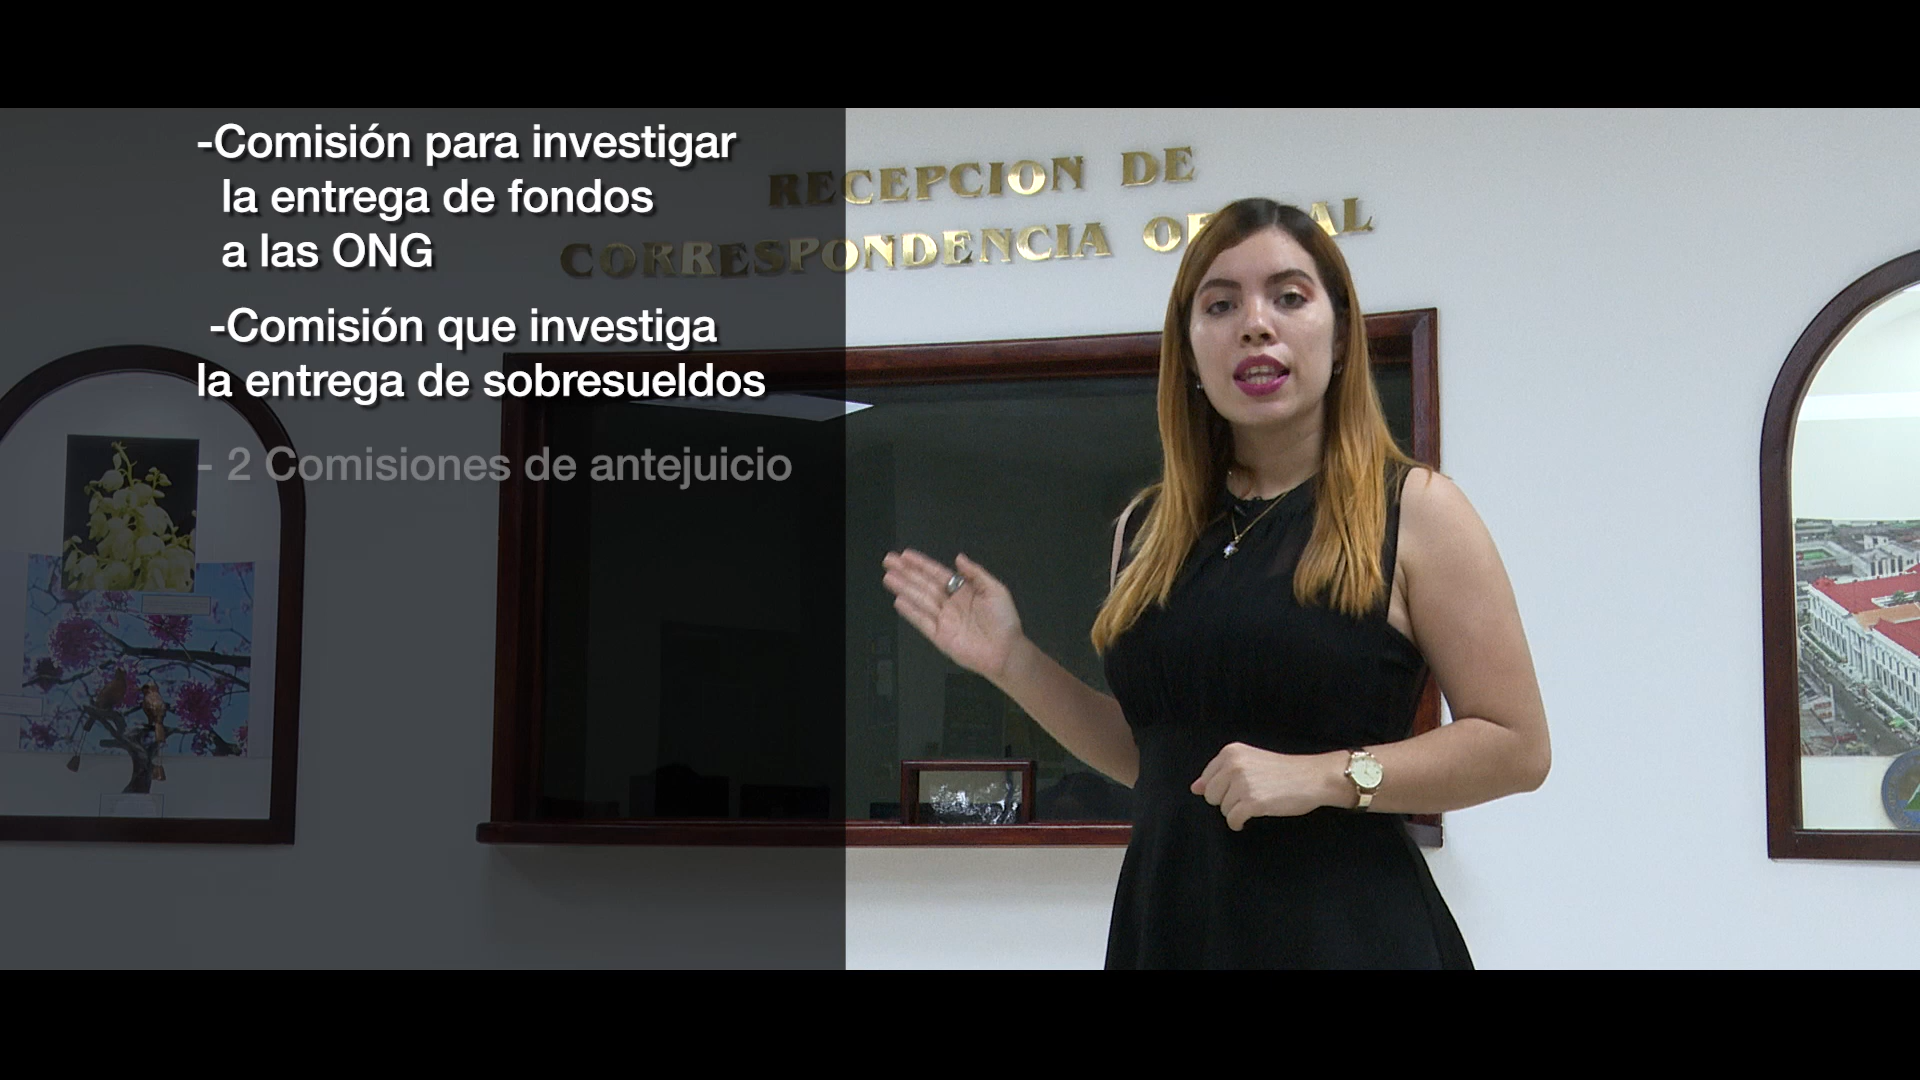 -Comisión para investigar
la entrega de fondos
a las ONG
-Comisión que investiga
la entrega de sobresueldos
- 2 Comisiones de antejuicio
RECEPCION DE
CORRESPONDENCIA